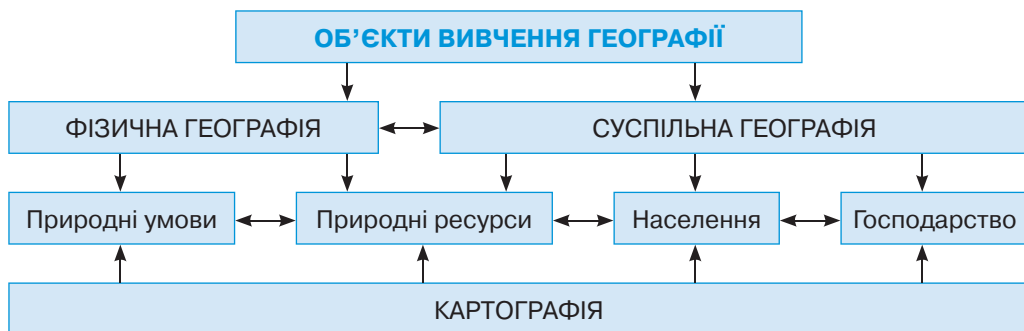 ОБ’ЄКТИ ВИВЧЕННЯ ГЕОГРАФІЇ
ФІЗИЧНА ГЕОГРАФІЯ
СУСПІЛЬНА ГЕОГРАФІЯ
Природні умови
Природні ресурси
Населення
Господарство
КАРТОГРАФІЯ